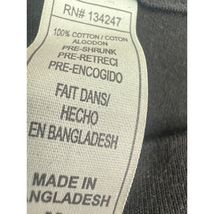 RN# 134247
100% COTTON / COTON
ALGODON
PRE-SHRUNK
PRE-RETRECI
PRE-ENCOGIDO
FAIT DANS/
HECHO
EN BANGLADESH
MADE IN
NGLADESH